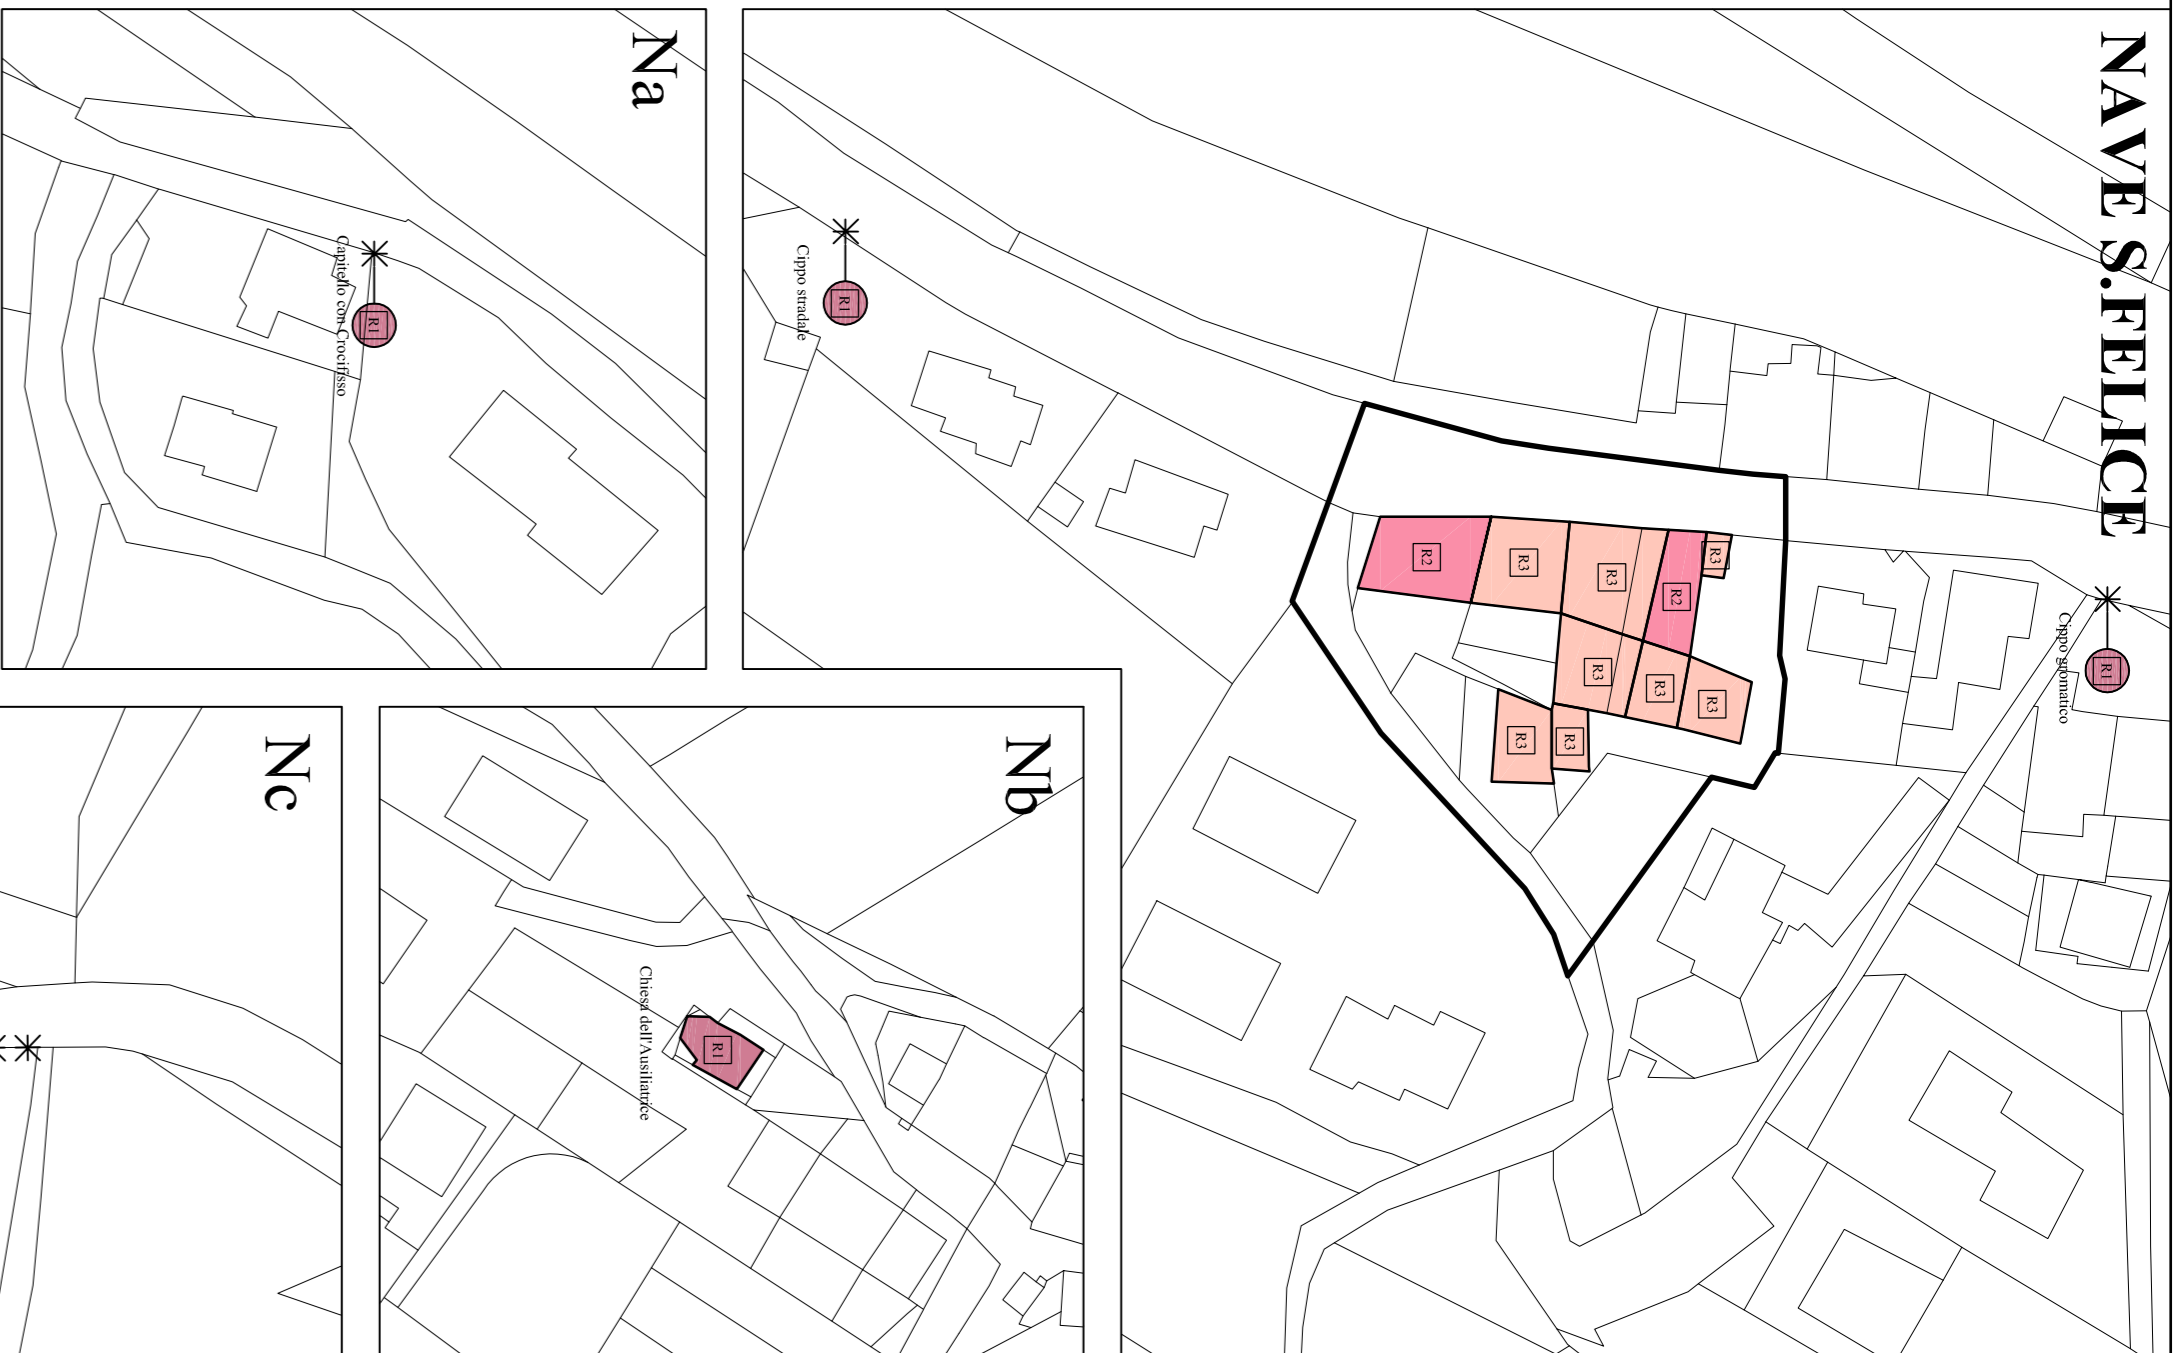 NAVE S.FELICE
R1
Cippo gnomatico
R3
R2
R3
R3
R2
R3
R3
R3
R3
R3
R1
Cippo stradale
Na
R1
Capitello con Crocifisso
Nb
R1
Chiesa dell'Ausiliatrice
Nc